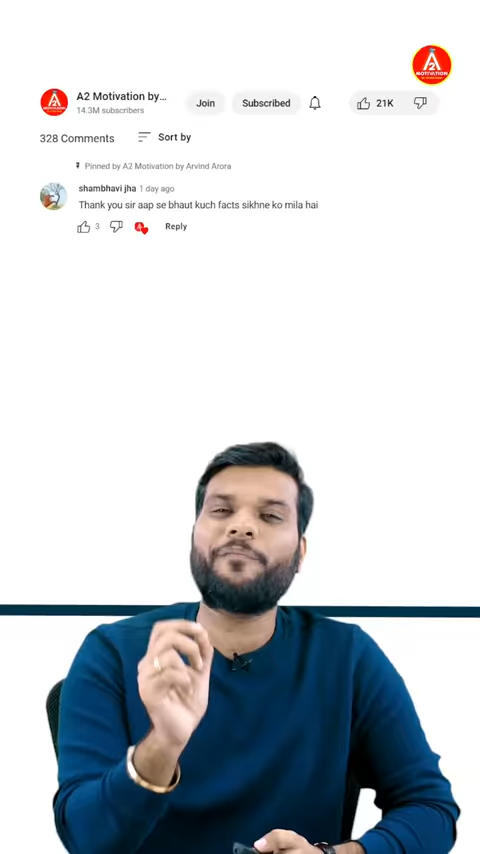 A2
MOTIVATION
A2 Motivation by...
14.3M subscribers
Join
Subscribed
21K
328 Comments
Sort by
Pinned by A2 Motivation by Arvind Arora
shambhavi jha 1 day ago
Thank you sir aap se bhaut kuch facts sikhne ko mila hai
3
Reply